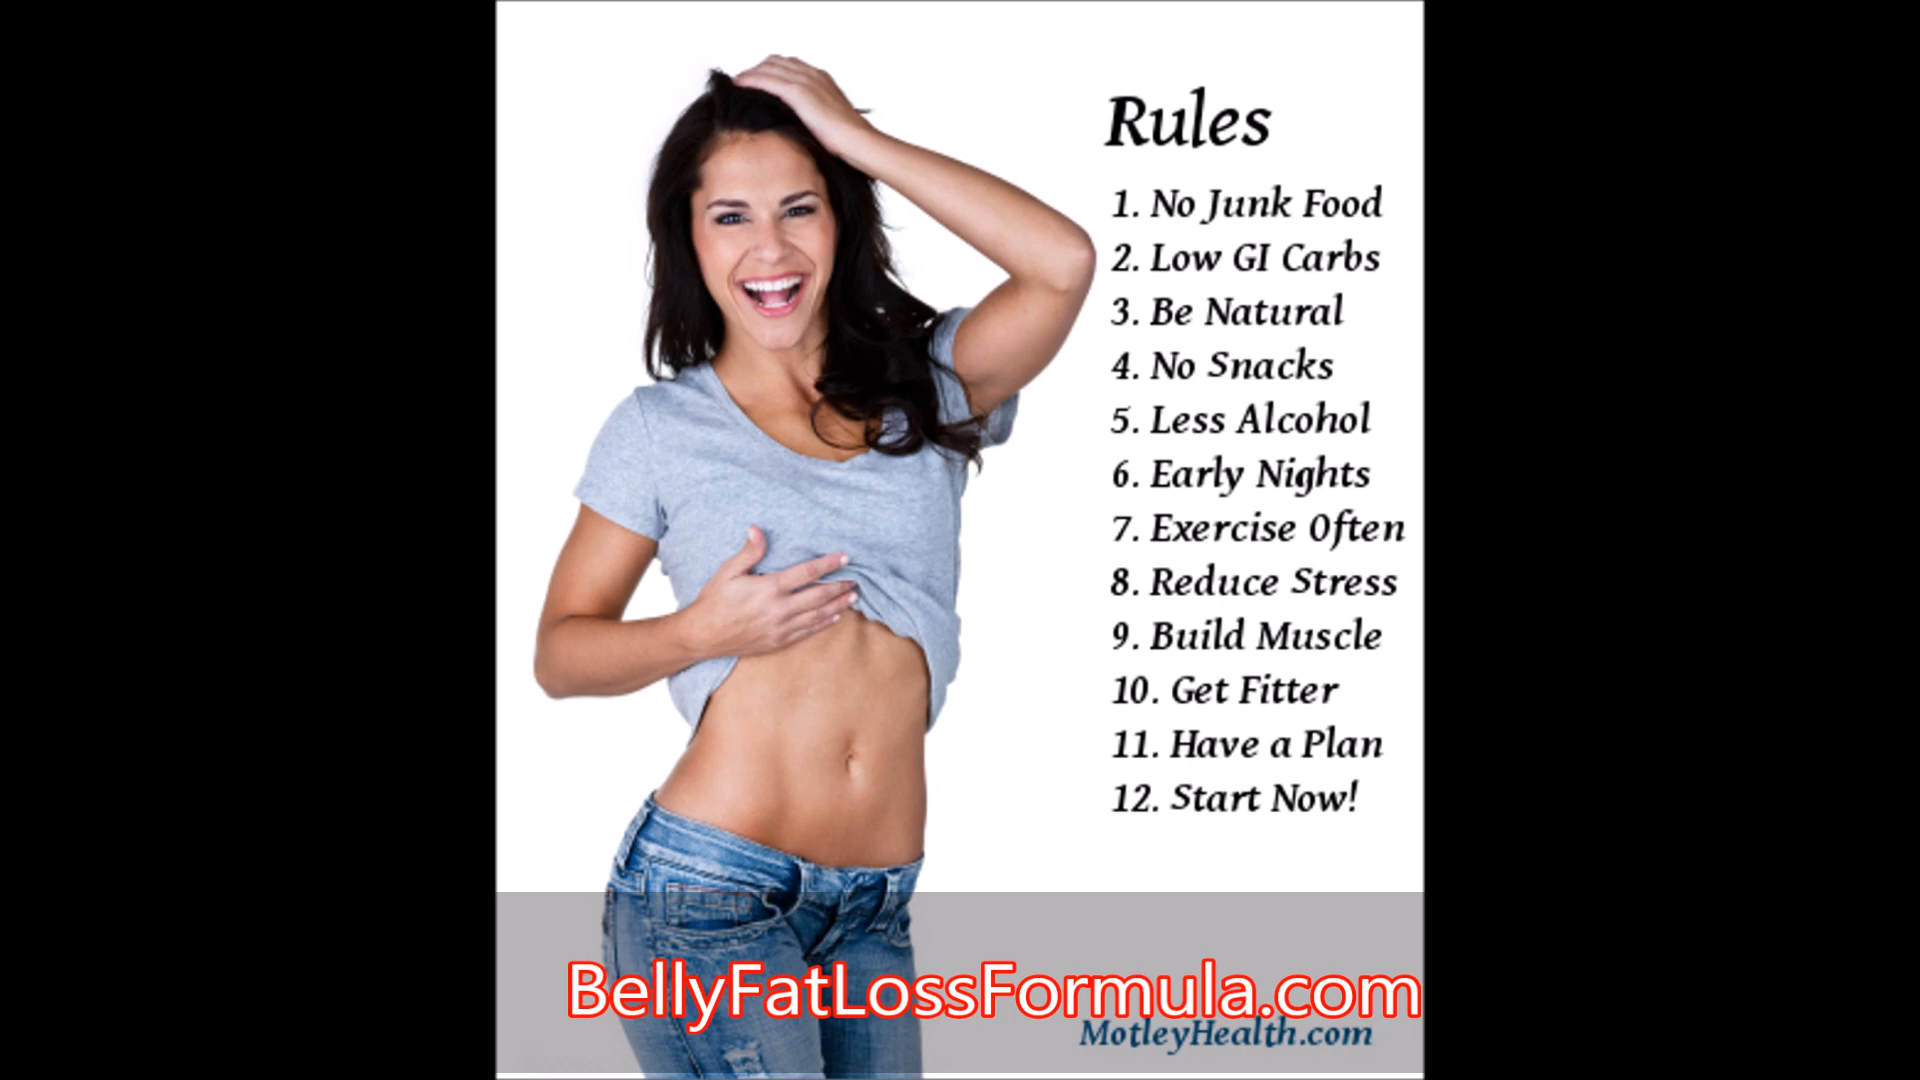 Rules
1. No Junk Food
2. Low GI Carbs
3. Be Natural
4. No Snacks
5. Less Alcohol
6. Early Nights
7. Exercise Often
8. Reduce Stress
9. Build Muscle
10. Get Fitter
11. Have a Plan
12. Start Now!
BellyFatLossFormula.com
MotleyHealth.com